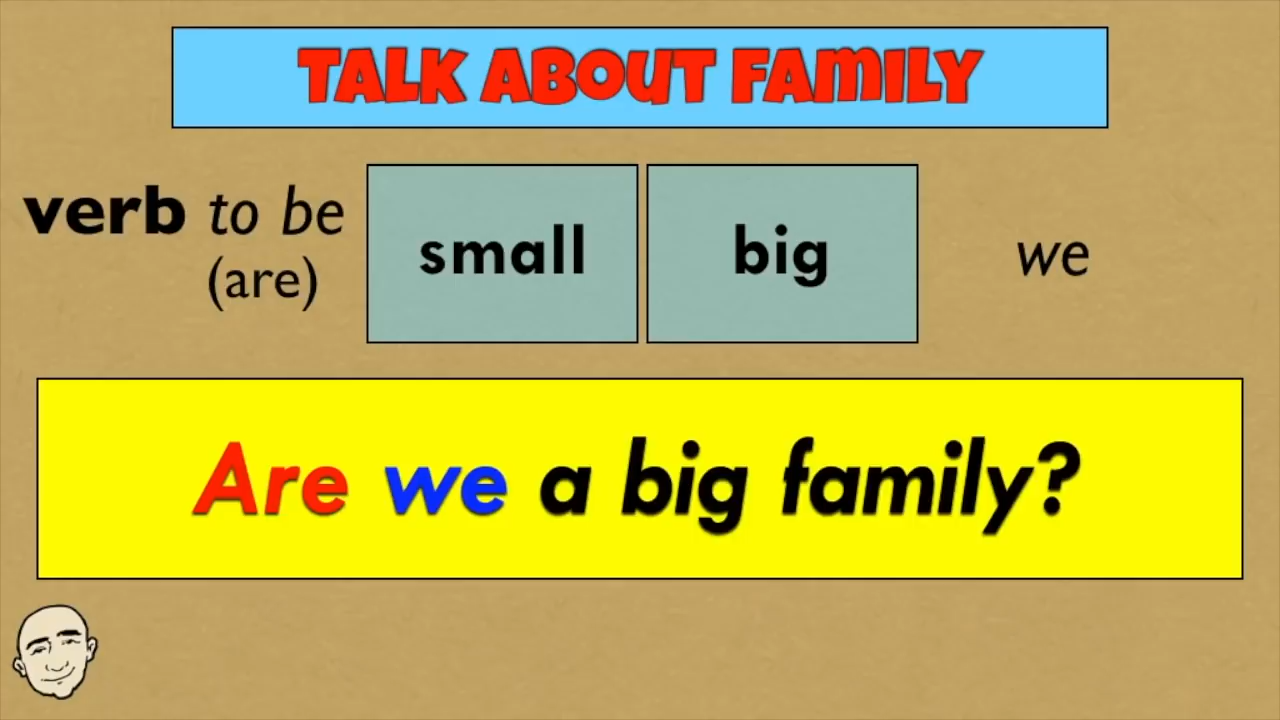 TALK ABOUT FAMILY
verb to be
(are)
small
big
we
Are we a big family?